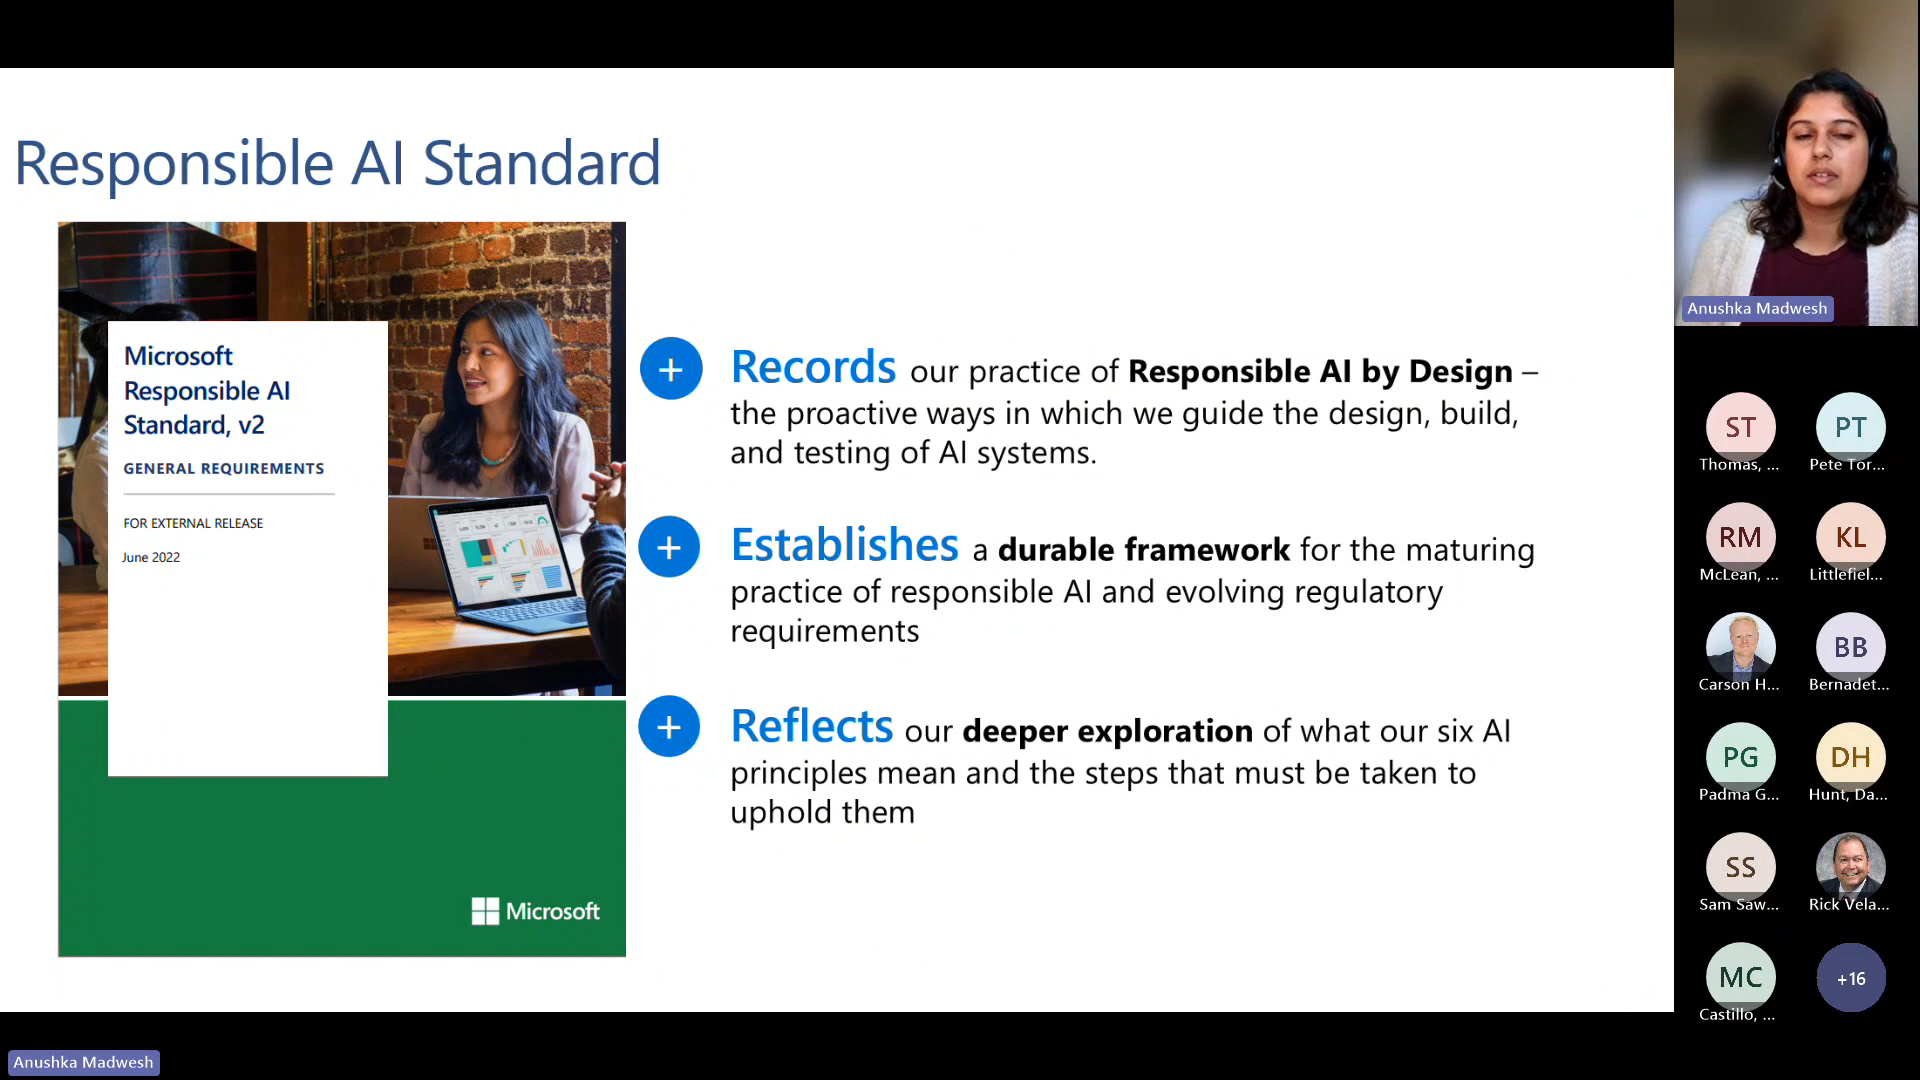 Responsible AI Standard
Microsoft
Responsible AI
Standard, v2
GENERAL REQUIREMENTS
FOR EXTERNAL RELEASE
June 2022
Microsoft
+ Records our practice of Responsible AI by Design –
the proactive ways in which we guide the design, build,
and testing of AI systems.
+ Establishes a durable framework for the maturing
practice of responsible AI and evolving regulatory
requirements
+ Reflects our deeper exploration of what our six AI
principles mean and the steps that must be taken to
uphold them
Anushka Madwesh
ST
Thomas, ...
PT
Pete Tor...
RM
McLean, ...
KL
Littlefiel...
Carson H...
BB
Bernadet...
PG
Padma G...
DH
Hunt, Da...
SS
Sam Saw...
Rick Vela...
MC
Castillo, ...
+16
Anushka Madwesh